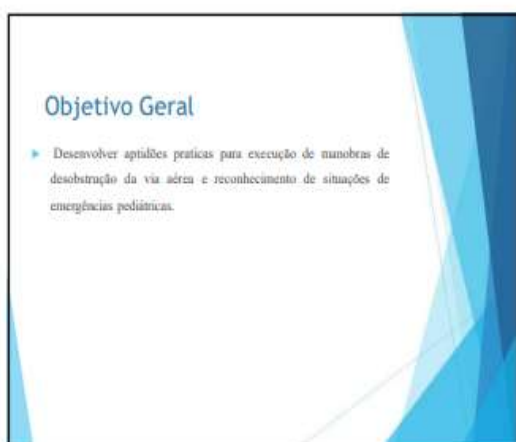 Objetivo Geral
Desenvolver aptidões praticas para execução de manobras de
desobstrução da via aérea e reconhecimento de situações de
emergências pediátricas.